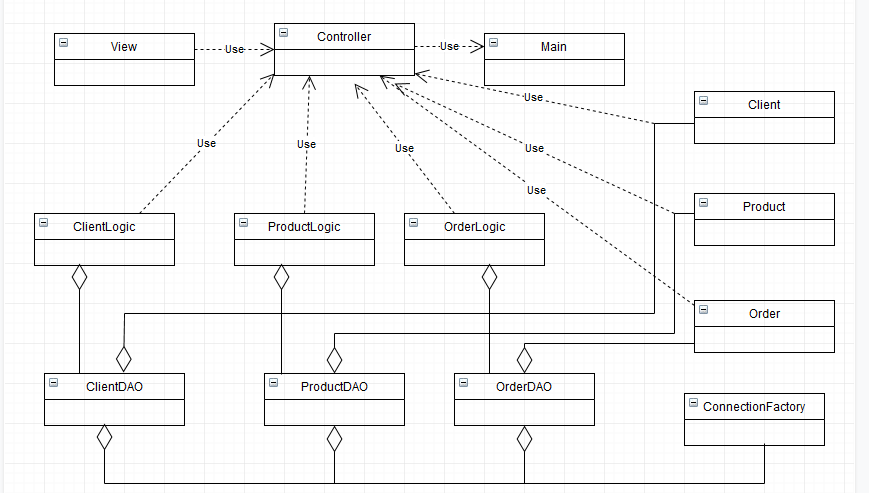 View
Use
Controller
Use
Main
Use
Client
Use
Use
Use
Use
Use
Product
ClientLogic
ProductLogic
OrderLogic
Order
ClientDAO
ProductDAO
OrderDAO
ConnectionFactory